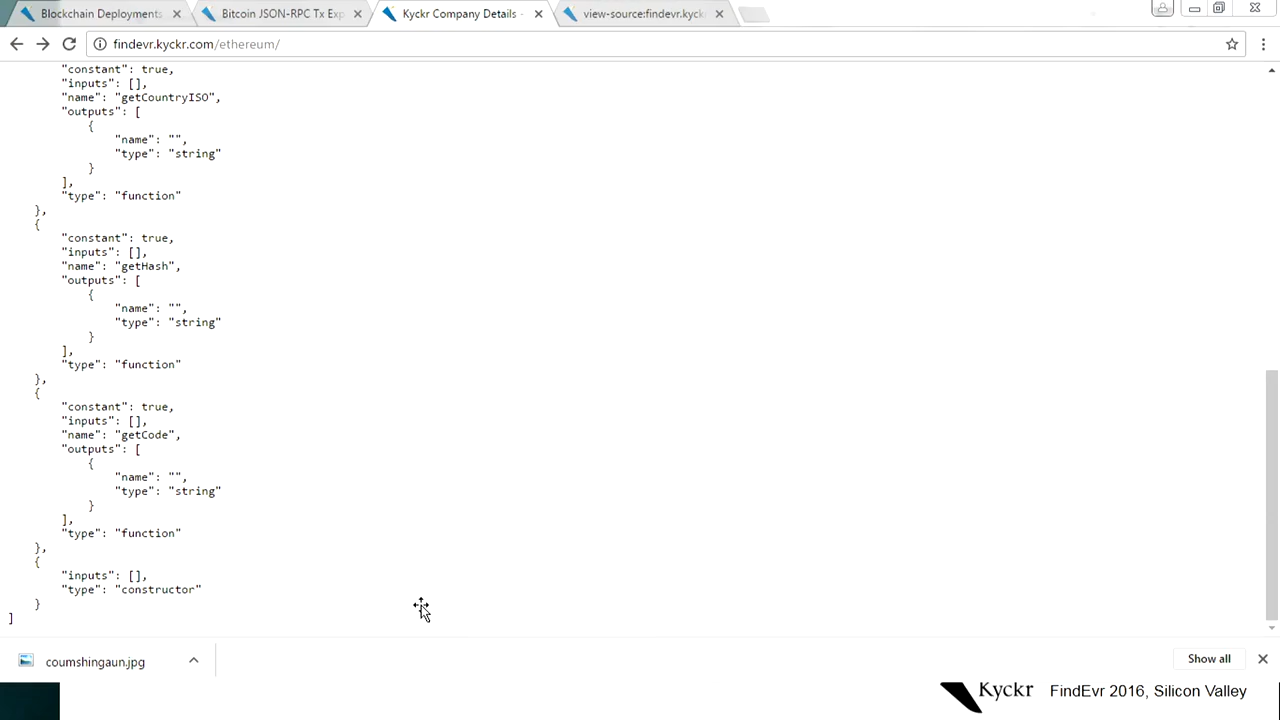 Blockchain Deployments
Bitcoin JSON-RPC Tx Exp
Kyckr Company Details -
view-source:findevr.kyckr
findevr.kyckr.com/ethereum/
"constant": true,
"inputs": [],
"name": "getCountryISO",
"outputs": [
{
"name": "",
"type": "string"
}
],
"type": "function"
},
{
"constant": true,
"inputs": [],
"name": "getHash",
"outputs": [
{
"name": "",
"type": "string"
}
],
"type": "function"
},
{
"constant": true,
"inputs": [],
"name": "getCode",
"outputs": [
{
"name": "",
"type": "string"
}
],
"type": "function"
},
{
"inputs": [],
"type": "constructor"
}
]
coumshingaun.jpg
Show all
Kyckr FindEvr 2016, Silicon Valley